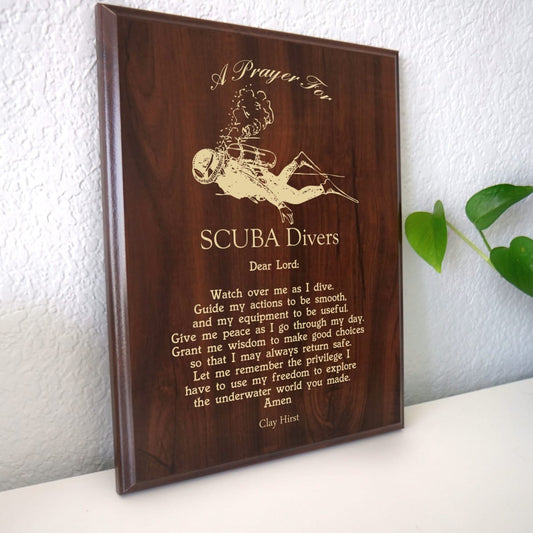 A Prayer For
SCUBA Divers
Dear Lord:
Watch over me as I dive.
Guide my actions to be smooth,
and my equipment to be useful.
Give me peace as I go through my day.
Grant me wisdom to make good choices
so that I may always return safe.
Let me remember the privilege I
have to use my freedom to explore
the underwater world you made.
Amen
Clay Hirst